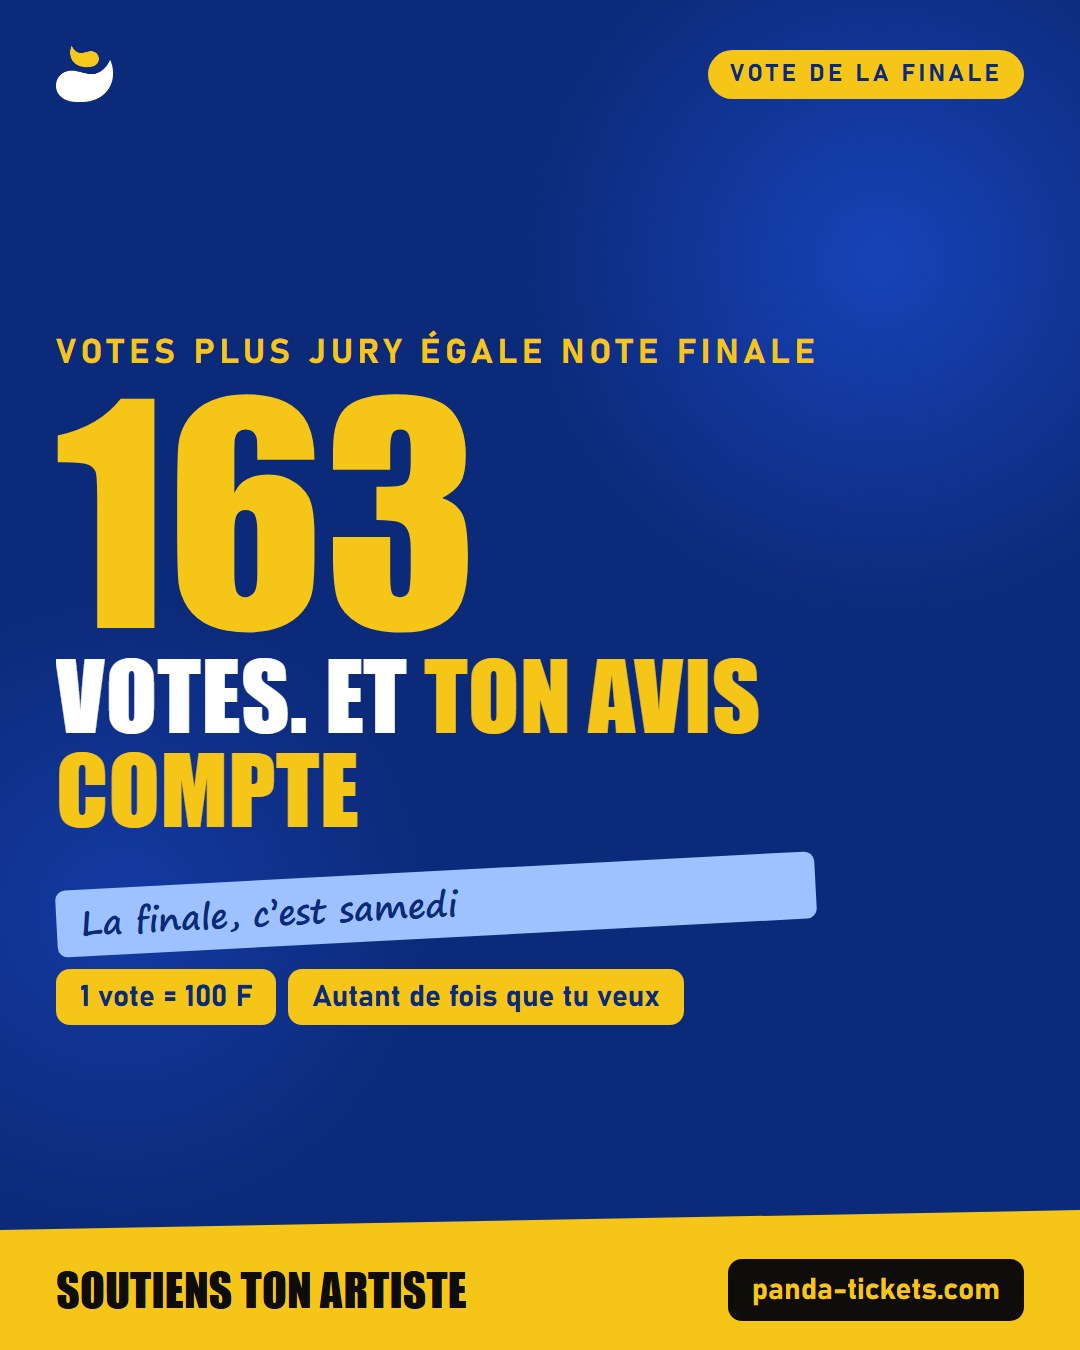 VOTE DE LA FINALE
VOTES PLUS JURY ÉGALE NOTE FINALE
163
VOTES. ET TON AVIS
COMPTE
La finale, c'est samedi
1 vote = 100 F
Autant de fois que tu veux
SOUTIENS TON ARTISTE
panda-tickets.com